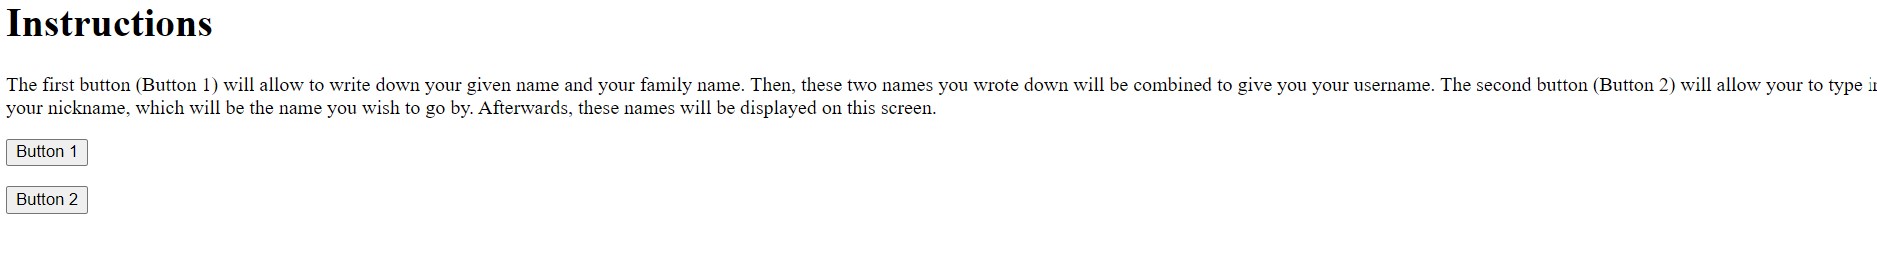 Instructions
The first button (Button 1) will allow to write down your given name and your family name. Then, these two names you wrote down will be combined to give you your username. The second button (Button 2) will allow your to type
your nickname, which will be the name you wish to go by. Afterwards, these names will be displayed on this screen.
Button 1
Button 2